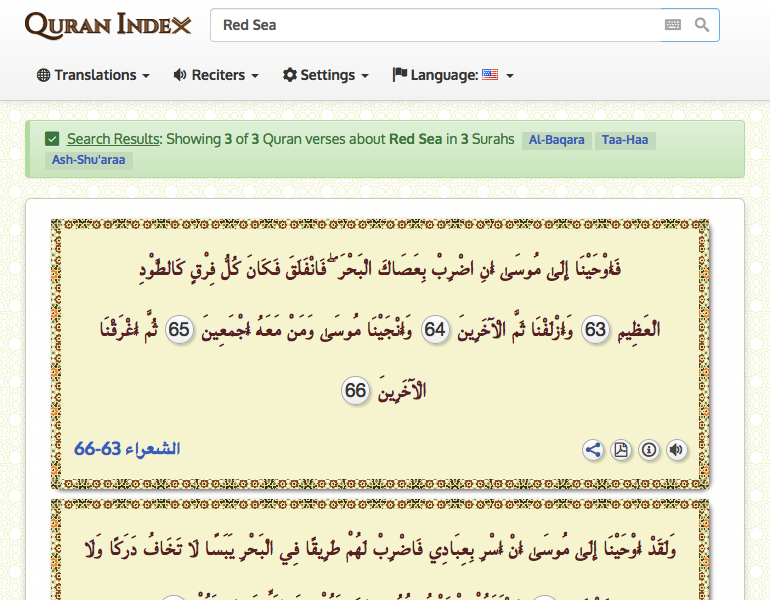 QURAN INDEX
Red Sea
Translations Reciters Settings Language:
Search Results: Showing 3 of 3 Quran verses about Red Sea in 3 Surahs Al-Baqara Taa-Haa
Ash-Shu'araa
فَأَوْحَيْنَا إِلَىٰ مُوسَىٰ أَنِ اضْرِبْ بِعَصَاكَ الْبَحْرَ ۖ فَانْفَلَقَ فَكَانَ كُلُّ فِرْقٍ كَالطَّوْدِ
الْعَظِيمِ 63 وَأَزْلَفْنَا ثَمَّ الْآخَرِينَ 64 وَأَنْجَيْنَا مُوسَىٰ وَمَنْ مَعَهُ أَجْمَعِينَ 65 ثُمَّ أَغْرَقْنَا
الْآخَرِينَ 66
الشعراء 63-66
وَلَقَدْ أَوْحَيْنَا إِلَىٰ مُوسَىٰ أَنْ أَسْرِ بِعِبَادِي فَاضْرِبْ لَهُمْ طَرِيقًا فِي الْبَحْرِ يَبَسًا لَا تَخَافُ دَرَكًا وَلَا